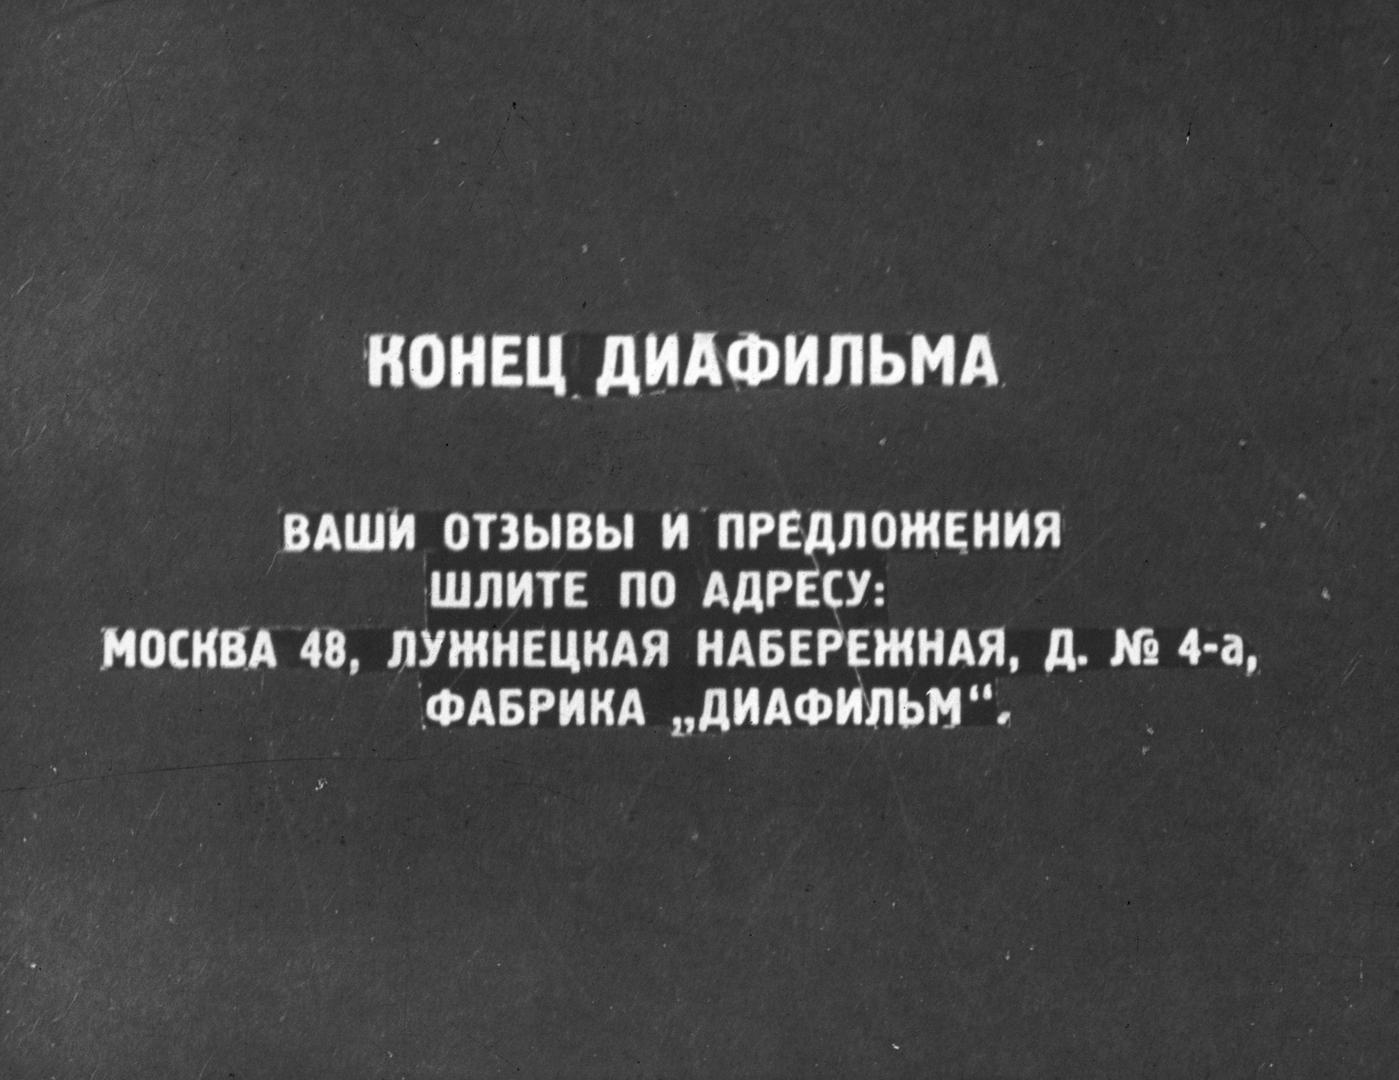 КОНЕЦ ДИАФИЛЬМА
ВАШИ ОТЗЫВЫ И ПРЕДЛОЖЕНИЯ
ШЛИТЕ ПО АДРЕСУ:
МОСКВА 48, ЛУЖНЕЦКАЯ НАБЕРЕЖНАЯ, Д. № 4-а,
ФАБРИКА „ДИАФИЛЬМ“.